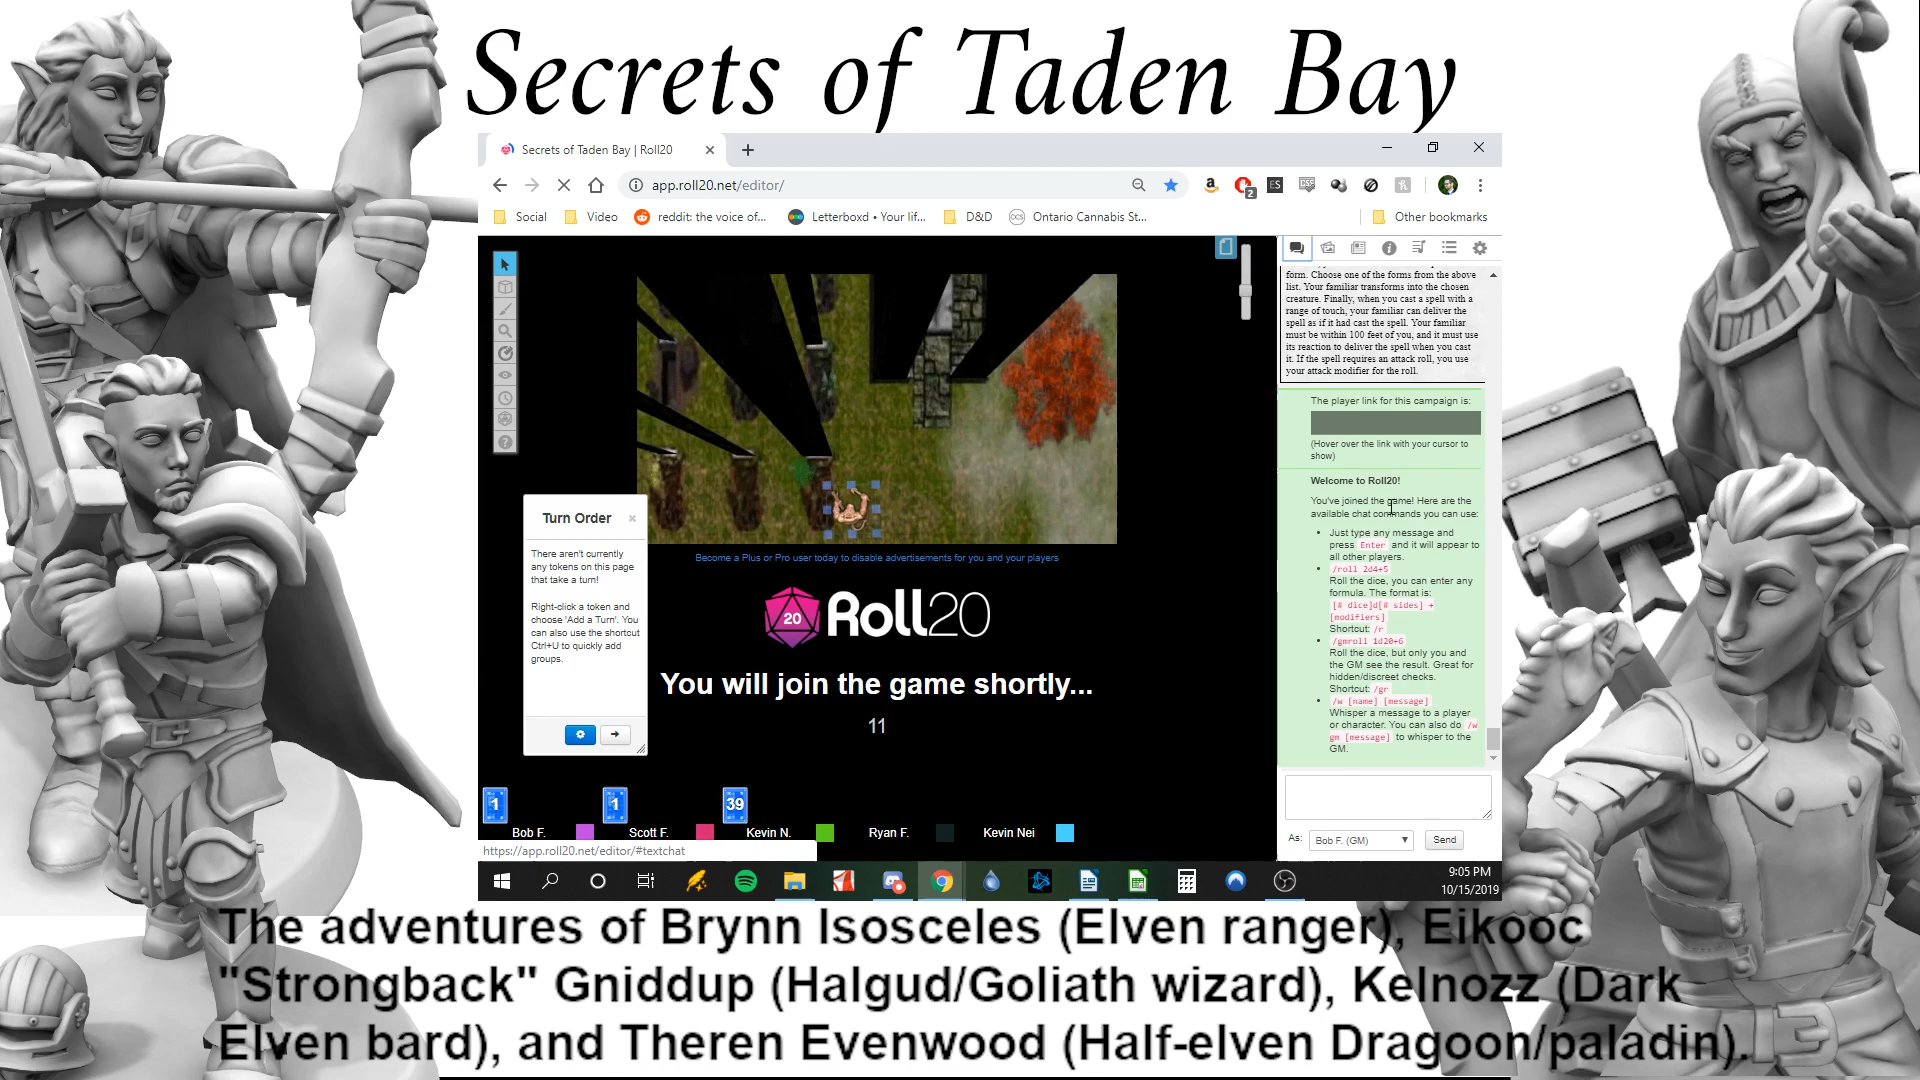 Secrets of Taden Bay
Secrets of Taden Bay | Roll20
app.roll20.net/editor/
2
ES
CSS
Social
Video
reddit: the voice of...
Letterboxd • Your lif...
D&D
OCS
Ontario Cannabis St...
Other bookmarks
form. Choose one of the forms from the above
list. Your familiar transforms into the chosen
creature. Finally, when you cast a spell with a
range of touch, your familiar can deliver the
spell as if it had cast the spell. Your familiar
must be within 100 feet of you, and it must use
its reaction to deliver the spell when you cast
it. If the spell requires an attack roll, you use
your attack modifier for the roll.
The player link for this campaign is:
(Hover over the link with your cursor to
show)
Welcome to Roll20!
You've joined the game! Here are the
available chat commands you can use:
Just type any message and
press Enter and it will appear to
all other players.
/roll 2d4+5
Roll the dice, you can enter any
formula. The format is:
[# dice]d[# sides] +
[modifiers]
Shortcut: /r
/gmroll 1d20+6
Roll the dice, but only you and
the GM see the result. Great for
hidden/discreet checks.
Shortcut: /gr
/w [name] [message]
Whisper a message to a player
or character. You can also do /w
gm [message] to whisper to the
GM.
As:
Bob F. (GM)
Send
Turn Order
There aren't currently
any tokens on this page
that take a turn!
Right-click a token and
choose 'Add a Turn'. You
can also use the shortcut
Ctrl+U to quickly add
groups.
Become a Plus or Pro user today to disable advertisements for you and your players
20
Roll20
You will join the game shortly...
11
1
1
39
Bob F.
Scott F.
Kevin N.
Ryan F.
Kevin Nei
https://app.roll20.net/editor/#textchat
9:05 PM
10/15/2019
The adventures of Brynn Isosceles (Elven ranger), Eikooc
"Strongback" Gniddup (Halgud/Goliath wizard), Kelnozz (Dark
Elven bard), and Theren Evenwood (Half-elven Dragoon/paladin).